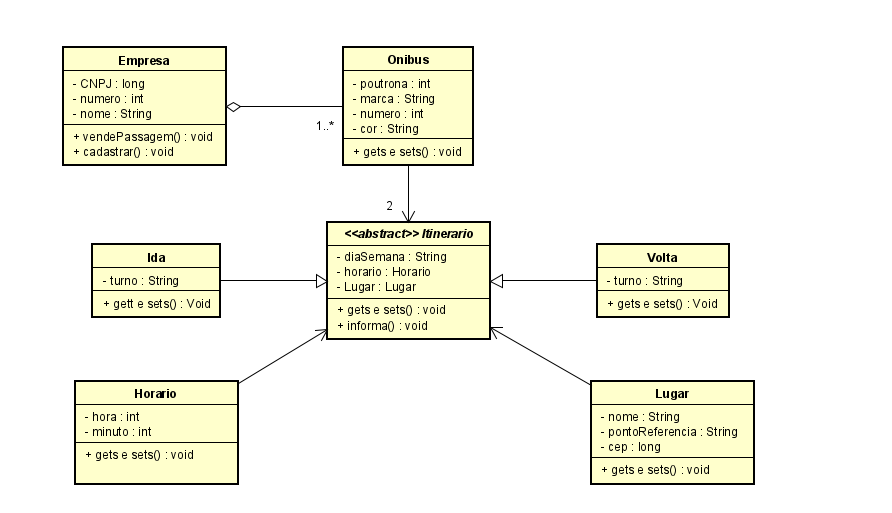 Empresa
- CNPJ : long
- numero : int
- nome : String
+ vendePassagem() : void
+ cadastrar() : void
1..*
Onibus
- poutrona : int
- marca : String
- numero : int
- cor : String
+ gets e sets() : void
2
<<abstract>> Itinerario
- diaSemana : String
- horario : Horario
- Lugar : Lugar
+ gets e sets() : void
+ informa() : void
Ida
- turno : String
+ gett e sets() : Void
Volta
- turno : String
+ gets e sets() : Void
Horario
- hora : int
- minuto : int
+ gets e sets() : void
Lugar
- nome : String
- pontoReferencia : String
- cep : long
+ gets e sets() : void